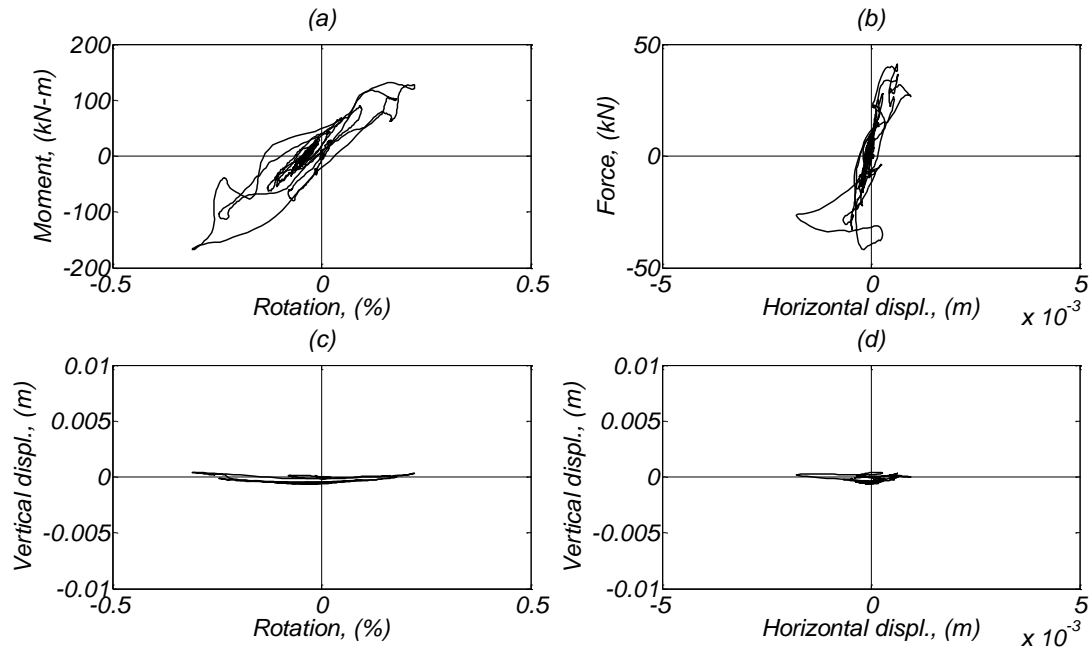 (a)
200
100
0
-100
-200
-0.5
0
0.5
Moment, (kN-m)
Rotation, (%)
(b)
50
0
-50
-5
0
5
Force, (kN)
Horizontal displ., (m)
x 10-3
(c)
0.01
0.005
0
-0.005
-0.01
-0.5
0
0.5
Vertical displ., (m)
Rotation, (%)
(d)
0.01
0.005
0
-0.005
-0.01
-5
0
5
Vertical displ., (m)
Horizontal displ., (m)
x 10-3